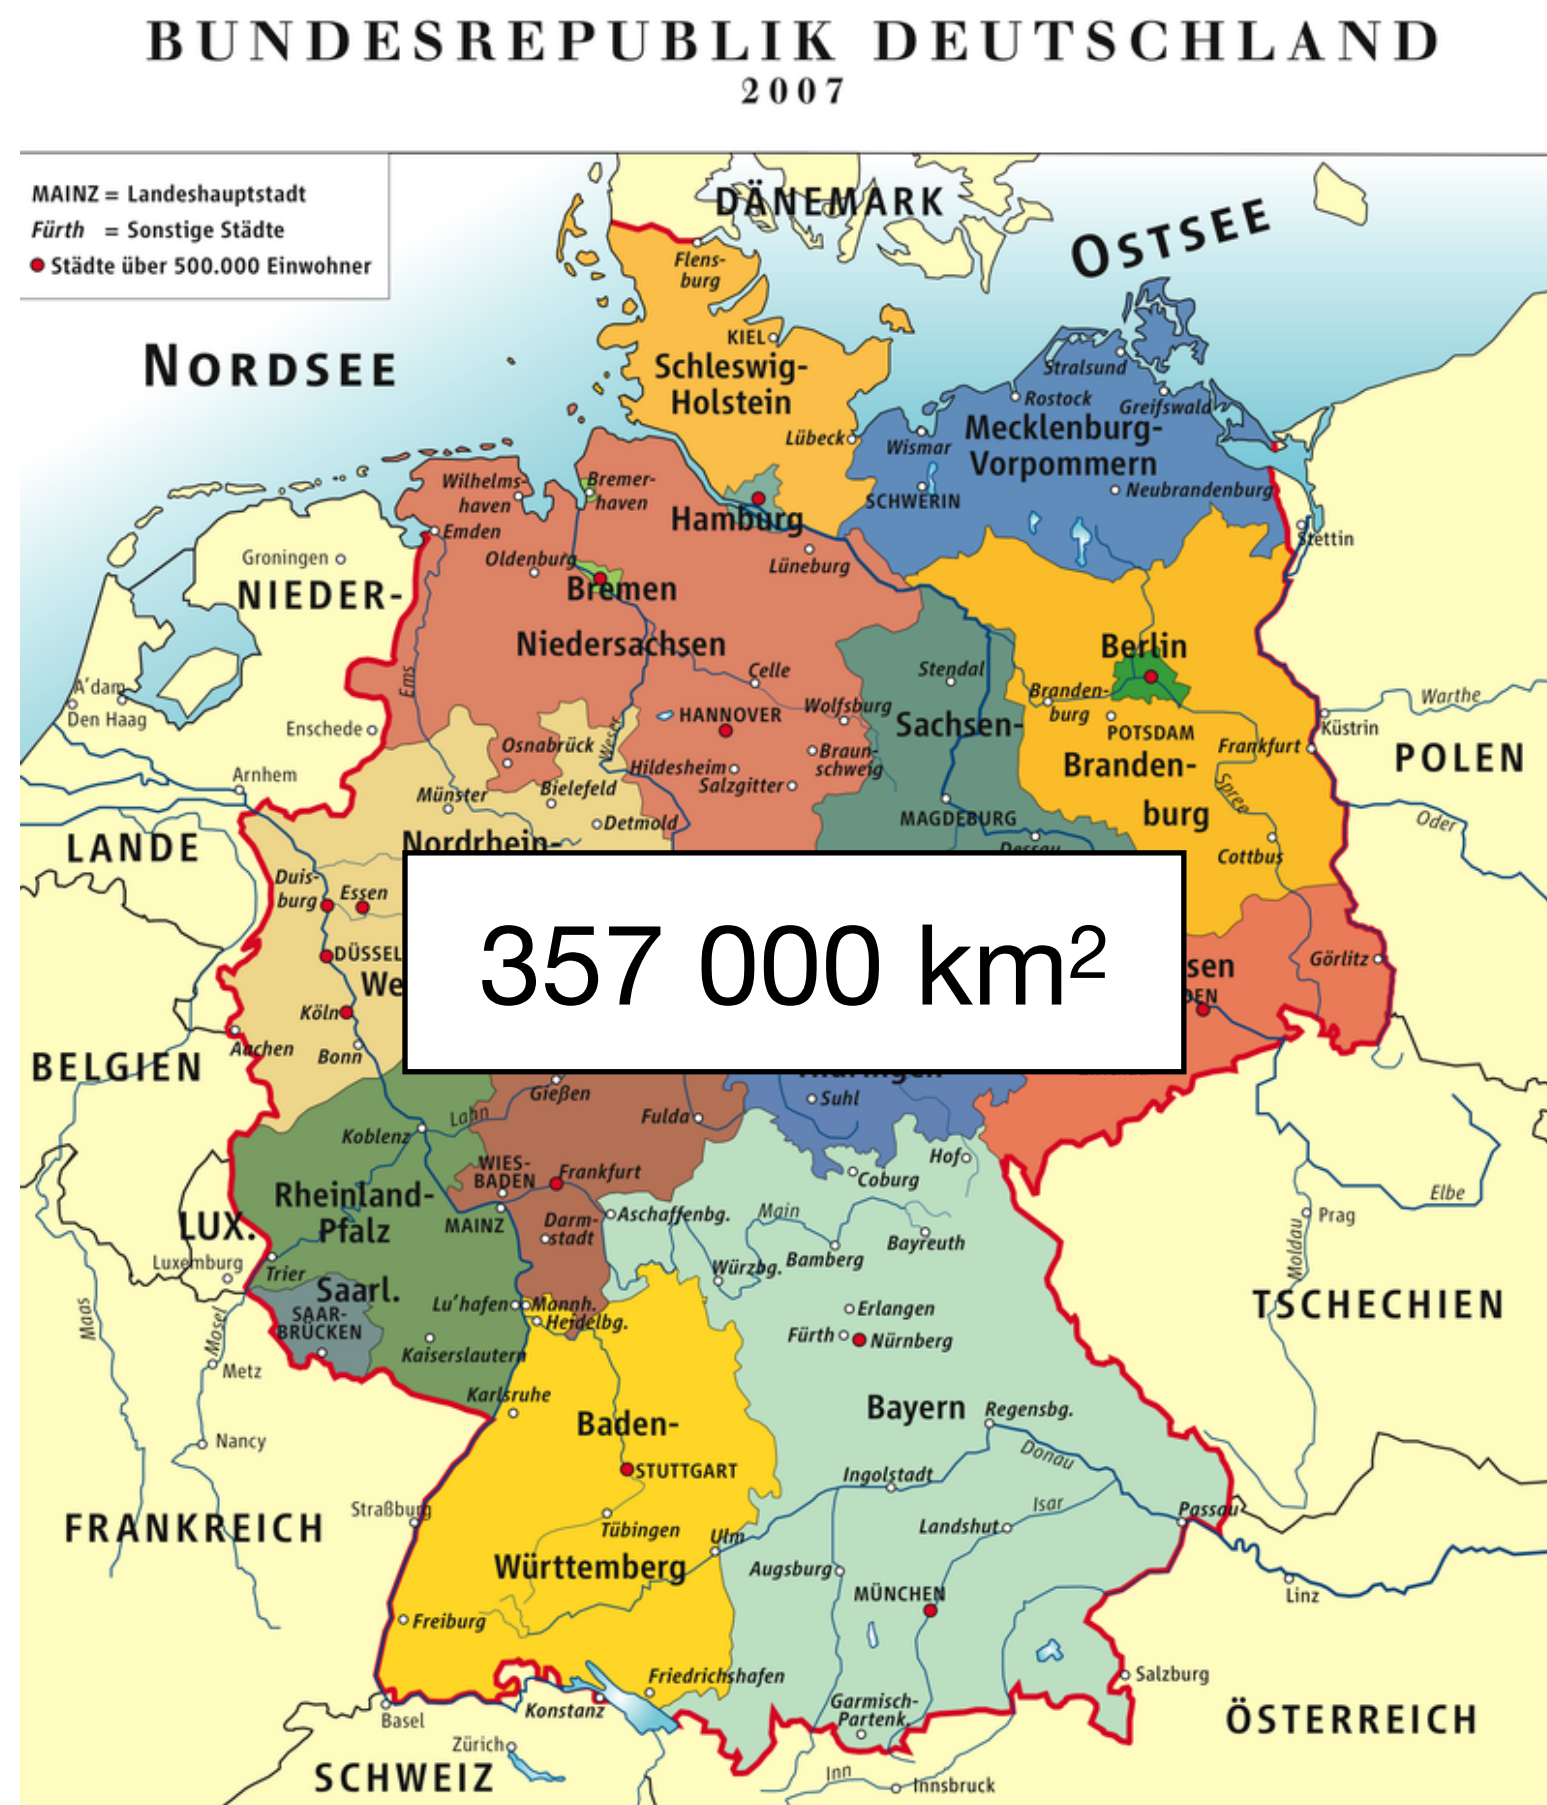 BUNDESREPUBLIK DEUTSCHLAND
2007
MAINZ = Landeshauptstadt
Fürth = Sonstige Städte
Städte über 500.000 Einwohner
DÄNEMARK
OSTSEE
NORDSEE
Flens-
burg
KIEL
Schleswig-
Holstein
Lübeck
Stralsund
Rostock
Greifswald
Mecklenburg-
Vorpommern
Wismar
SCHWERIN
Neubrandenburg
Stettin
Wilhelms-
haven
Bremer-
haven
Hamburg
Emden
Oldenburg
Bremen
Lüneburg
Groningen
NIEDER-
Niedersachsen
Ems
Celle
Weser
HANNOVER
Wolfsburg
Braun-
schweig
Hildesheim
Salzgitter
Osnabrück
Stendal
Sachsen-
MAGDEBURG
Dessau
Berlin
Branden-
burg
POTSDAM
Frankfurt
Branden-
burg
Spree
Cottbus
Warthe
Küstrin
POLEN
Oder
A'dam
Den Haag
Enschede
Arnhem
LANDE
Münster
Bielefeld
Detmold
Nordrhein-
Duis-
burg
Essen
DÜSSEL
We
Köln
Aachen
Bonn
BELGIEN
357 000 km²
sen
DEN
Görlitz
Thüringen
Gießen
Suhl
Fulda
Lahn
Koblenz
WIES-
BADEN
Frankfurt
Hof
Coburg
Rheinland-
Pfalz
MAINZ
Darm-
stadt
Aschaffenbg.
Main
Bayreuth
Bamberg
Würzbg.
LUX.
Luxemburg
Trier
Saarl.
SAAR-
BRÜCKEN
Lu'hafen
Mannh.
Heidelbg.
Kaiserslautern
Erlangen
Fürth
Nürnberg
Elbe
Prag
Moldau
TSCHECHIEN
Maas
Mosel
Metz
Nancy
Karlsruhe
Baden-
STUTTGART
Bayern
Regensbg.
Donau
Ingolstadt
Isar
Passau
Landshut
FRANKREICH
Straßburg
Tübingen
Ulm
Württemberg
Augsburg
MÜNCHEN
Linz
Freiburg
Friedrichshafen
Konstanz
Garmisch-
Partenk.
Salzburg
ÖSTERREICH
Basel
Zürich
SCHWEIZ
Inn
Innsbruck